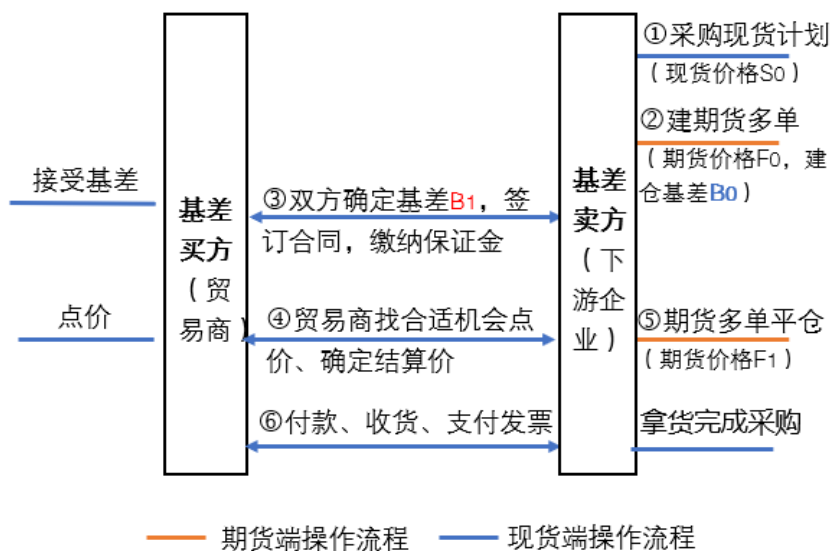 ①采购现货计划
（现货价格S0）
②建期货多单
（期货价格F0，建
仓基差B0）
接受基差
点价
基差
买方
（贸
易商）
③双方确定基差B1，签
订合同，缴纳保证金
④贸易商找合适机会点
价、确定结算价
⑥付款、收货、支付发票
基差
卖方
（下
游企
业）
⑤期货多单平仓
（期货价格F1）
拿货完成采购
期货端操作流程
现货端操作流程